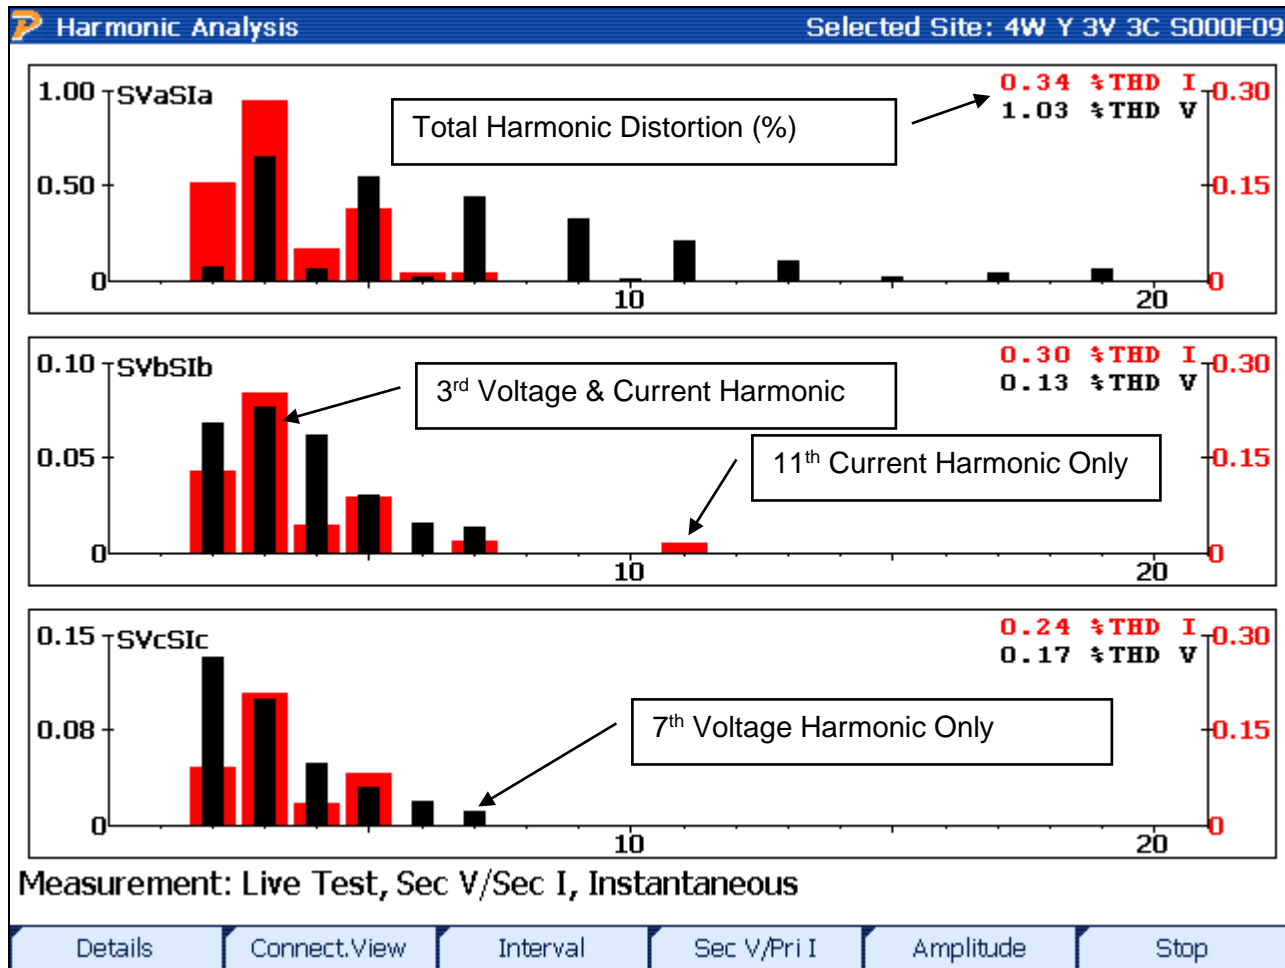 Harmonic Analysis
Selected Site: 4W Y 3V 3C S000F09
1.00 SVaSIa
0.34 %THD I 0.30
1.03 %THD V
Total Harmonic Distortion (%)
0.50
0.15
0
0
10
20
0.10 SVbSIb
0.30 %THD I 0.30
0.13 %THD V
3rd Voltage & Current Harmonic
0.05
0.15
11th Current Harmonic Only
0
0
10
20
0.15 SVcSIc
0.24 %THD I 0.30
0.17 %THD V
0.08
0.15
7th Voltage Harmonic Only
0
0
10
20
Measurement: Live Test, Sec V/Sec I, Instantaneous
Details Connect.View Interval Sec V/Pri I Amplitude Stop